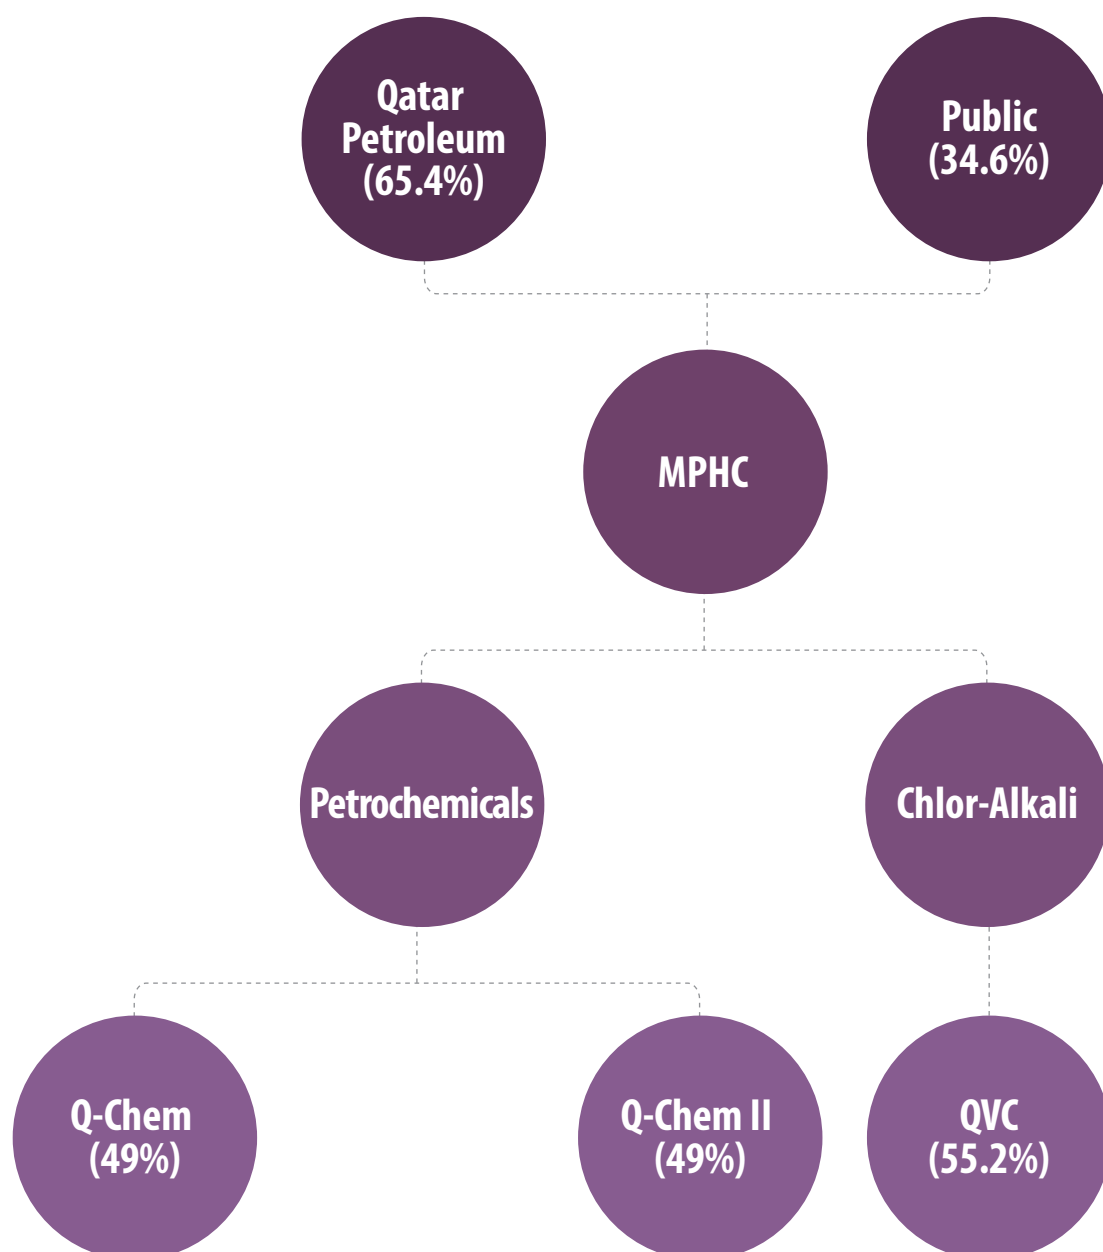 Qatar
Petroleum
(65.4%)
Public
(34.6%)
MPHC
Petrochemicals
Chlor-Alkali
Q-Chem
(49%)
Q-Chem II
(49%)
QVC
(55.2%)